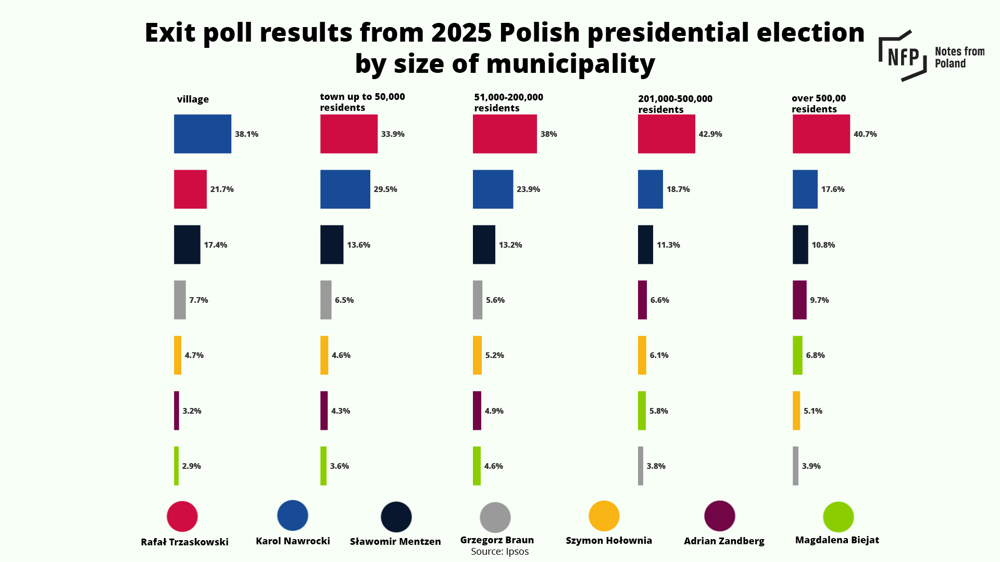 Exit poll results from 2025 Polish presidential election
by size of municipality
NFP
Notes from
Poland
village
town up to 50,000
residents
51,000-200,000
residents
201,000-500,000
residents
over 500,00
residents
38.1%
33.9%
38%
42.9%
40.7%
21.7%
29.5%
23.9%
18.7%
17.6%
17.4%
13.6%
13.2%
11.3%
10.8%
7.7%
6.5%
5.6%
6.6%
9.7%
4.7%
4.6%
5.2%
6.1%
6.8%
3.2%
4.3%
4.9%
5.8%
5.1%
2.9%
3.6%
4.6%
3.8%
3.9%
Rafał Trzaskowski
Karol Nawrocki
Sławomir Mentzen
Grzegorz Braun
Szymon Hołownia
Adrian Zandberg
Magdalena Biejat
Source: Ipsos